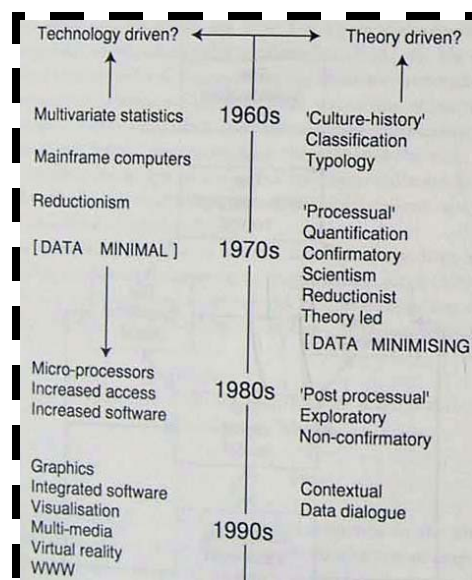 Technology driven?
Theory driven?
Multivariate statistics
1960s
'Culture-history'
Classification
Mainframe computers
Typology
Reductionism
'Processual'
Quantification
[DATA MINIMAL]
1970s
Confirmatory
Scientism
Reductionist
Theory led
[DATA MINIMISING
Micro-processors
Increased access
1980s
'Post processual'
Increased software
Exploratory
Non-confirmatory
Graphics
Integrated software
Contextual
Visualisation
Data dialogue
Multi-media
1990s
Virtual reality
WWW